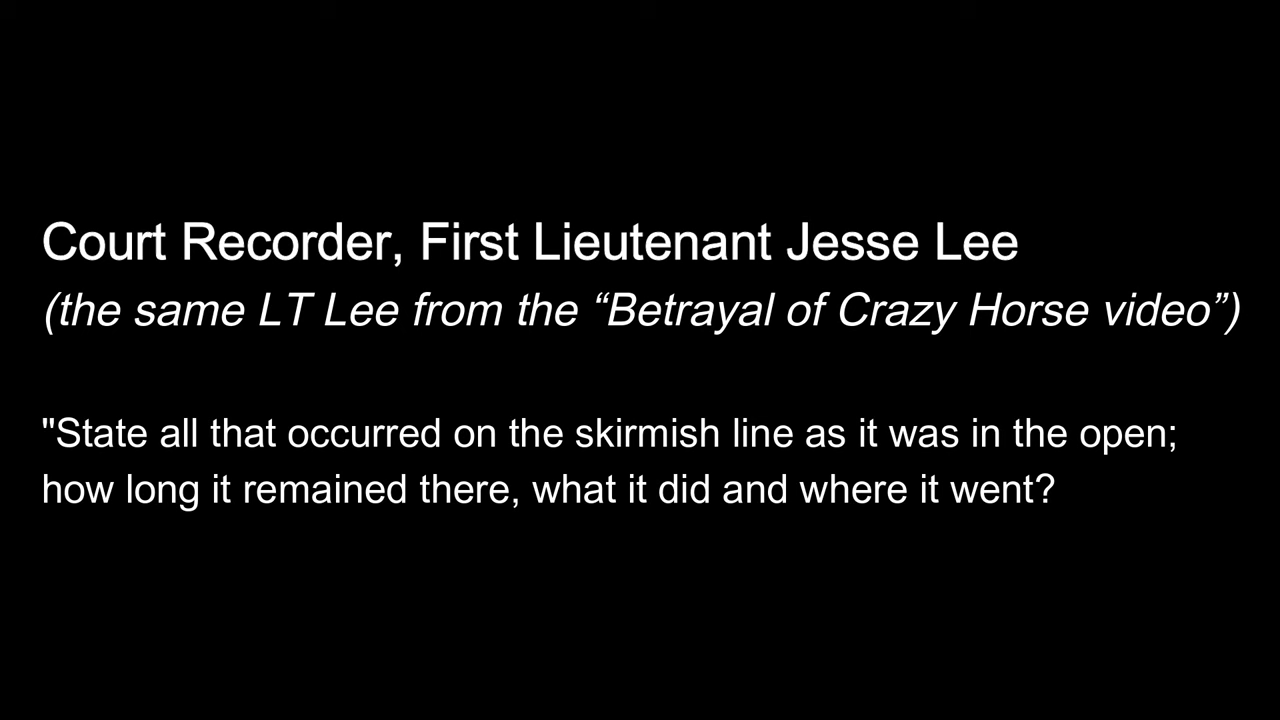 Court Recorder, First Lieutenant Jesse Lee
(the same LT Lee from the “Betrayal of Crazy Horse video”)
"State all that occurred on the skirmish line as it was in the open;
how long it remained there, what it did and where it went?